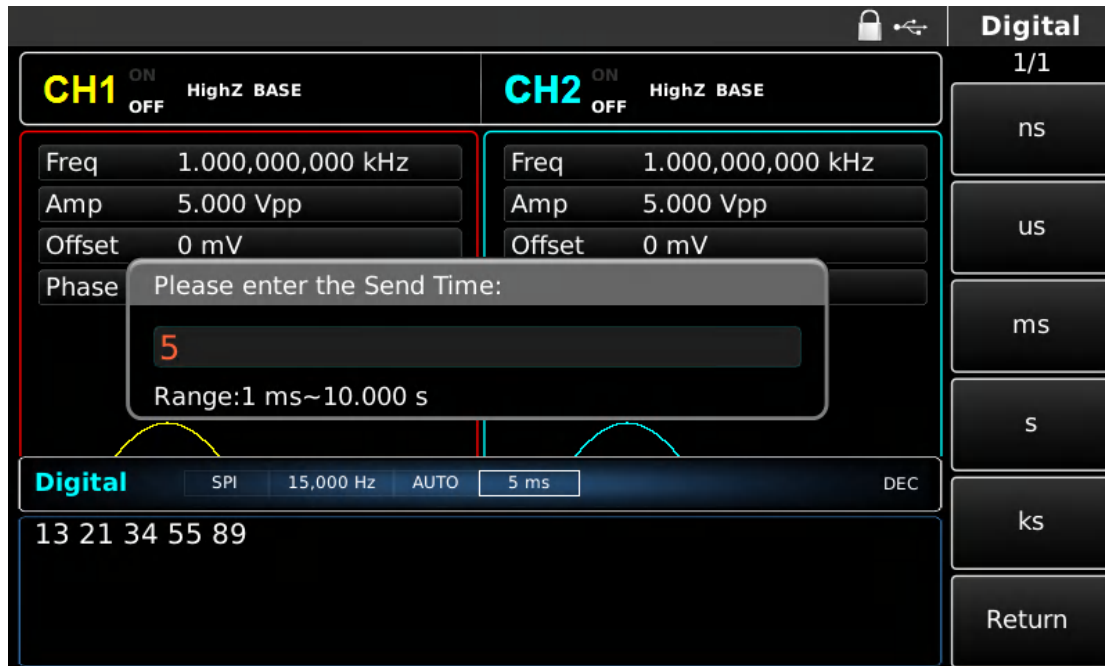 Digital
1/1
CH1 ON OFF HighZ BASE
CH2 ON OFF HighZ BASE
Freq 1.000,000,000 kHz
Amp 5.000 Vpp
Offset 0 mV
Phase
Freq 1.000,000,000 kHz
Amp 5.000 Vpp
Offset 0 mV
Please enter the Send Time:
5
Range:1 ms~10.000 s
Digital SPI 15,000 Hz AUTO 5 ms DEC
13 21 34 55 89
ns
us
ms
s
ks
Return